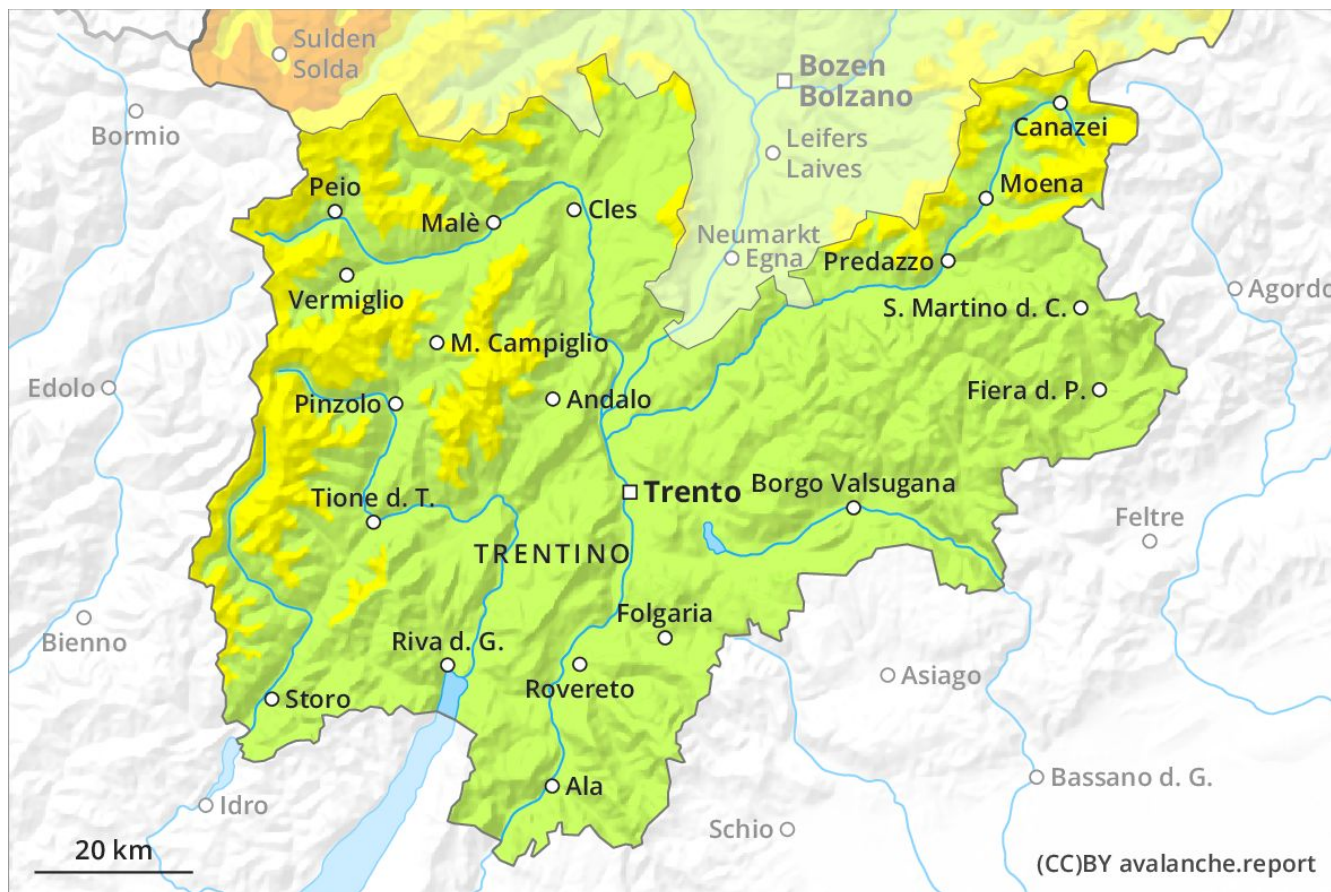 Sulden
Solda
Bozen
Bolzano
Bormio
Canazei
Leifers
Laives
Peio
Moena
Malè
Cles
Neumarkt
Egna
Predazzo
Vermiglio
Agordo
S. Martino d. C.
M. Campiglio
Edolo
Pinzolo
Andalo
Fiera d. P.
Trento
Borgo Valsugana
Tione d. T.
Feltre
TRENTINO
Folgaria
Bienno
Riva d. G.
Rovereto
Asiago
Storo
Idro
Ala
Bassano d. G.
Schio
20 km
(CC)BY avalanche.report